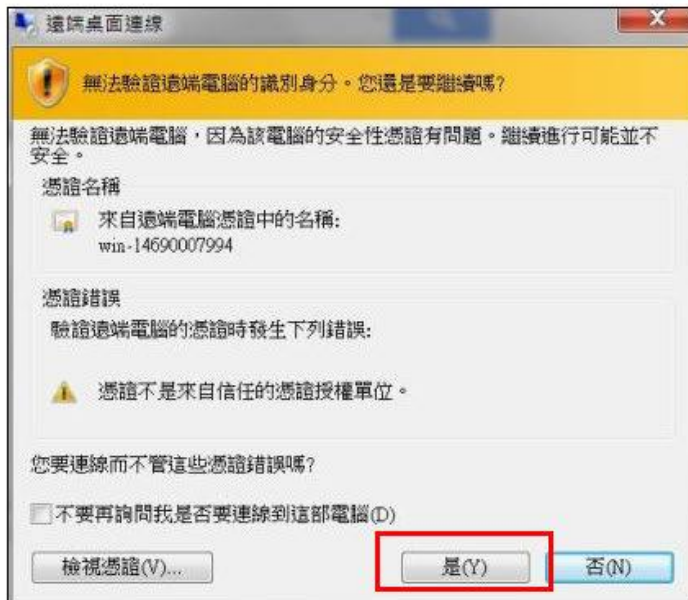 遠端桌面連線
無法驗證遠端電腦的識別身分。您還是要繼續嗎?
無法驗證遠端電腦，因為該電腦的安全性憑證有問題。繼續進行可能並不
安全。
憑證名稱
來自遠端電腦憑證中的名稱:
win-14690007994
憑證錯誤
驗證遠端電腦的憑證時發生下列錯誤:
憑證不是來自信任的憑證授權單位。
您要連線而不管這些憑證錯誤嗎?
不要再詢問我是否要連線到這部電腦(D)
檢視憑證(V)... 是(Y) 否(N)